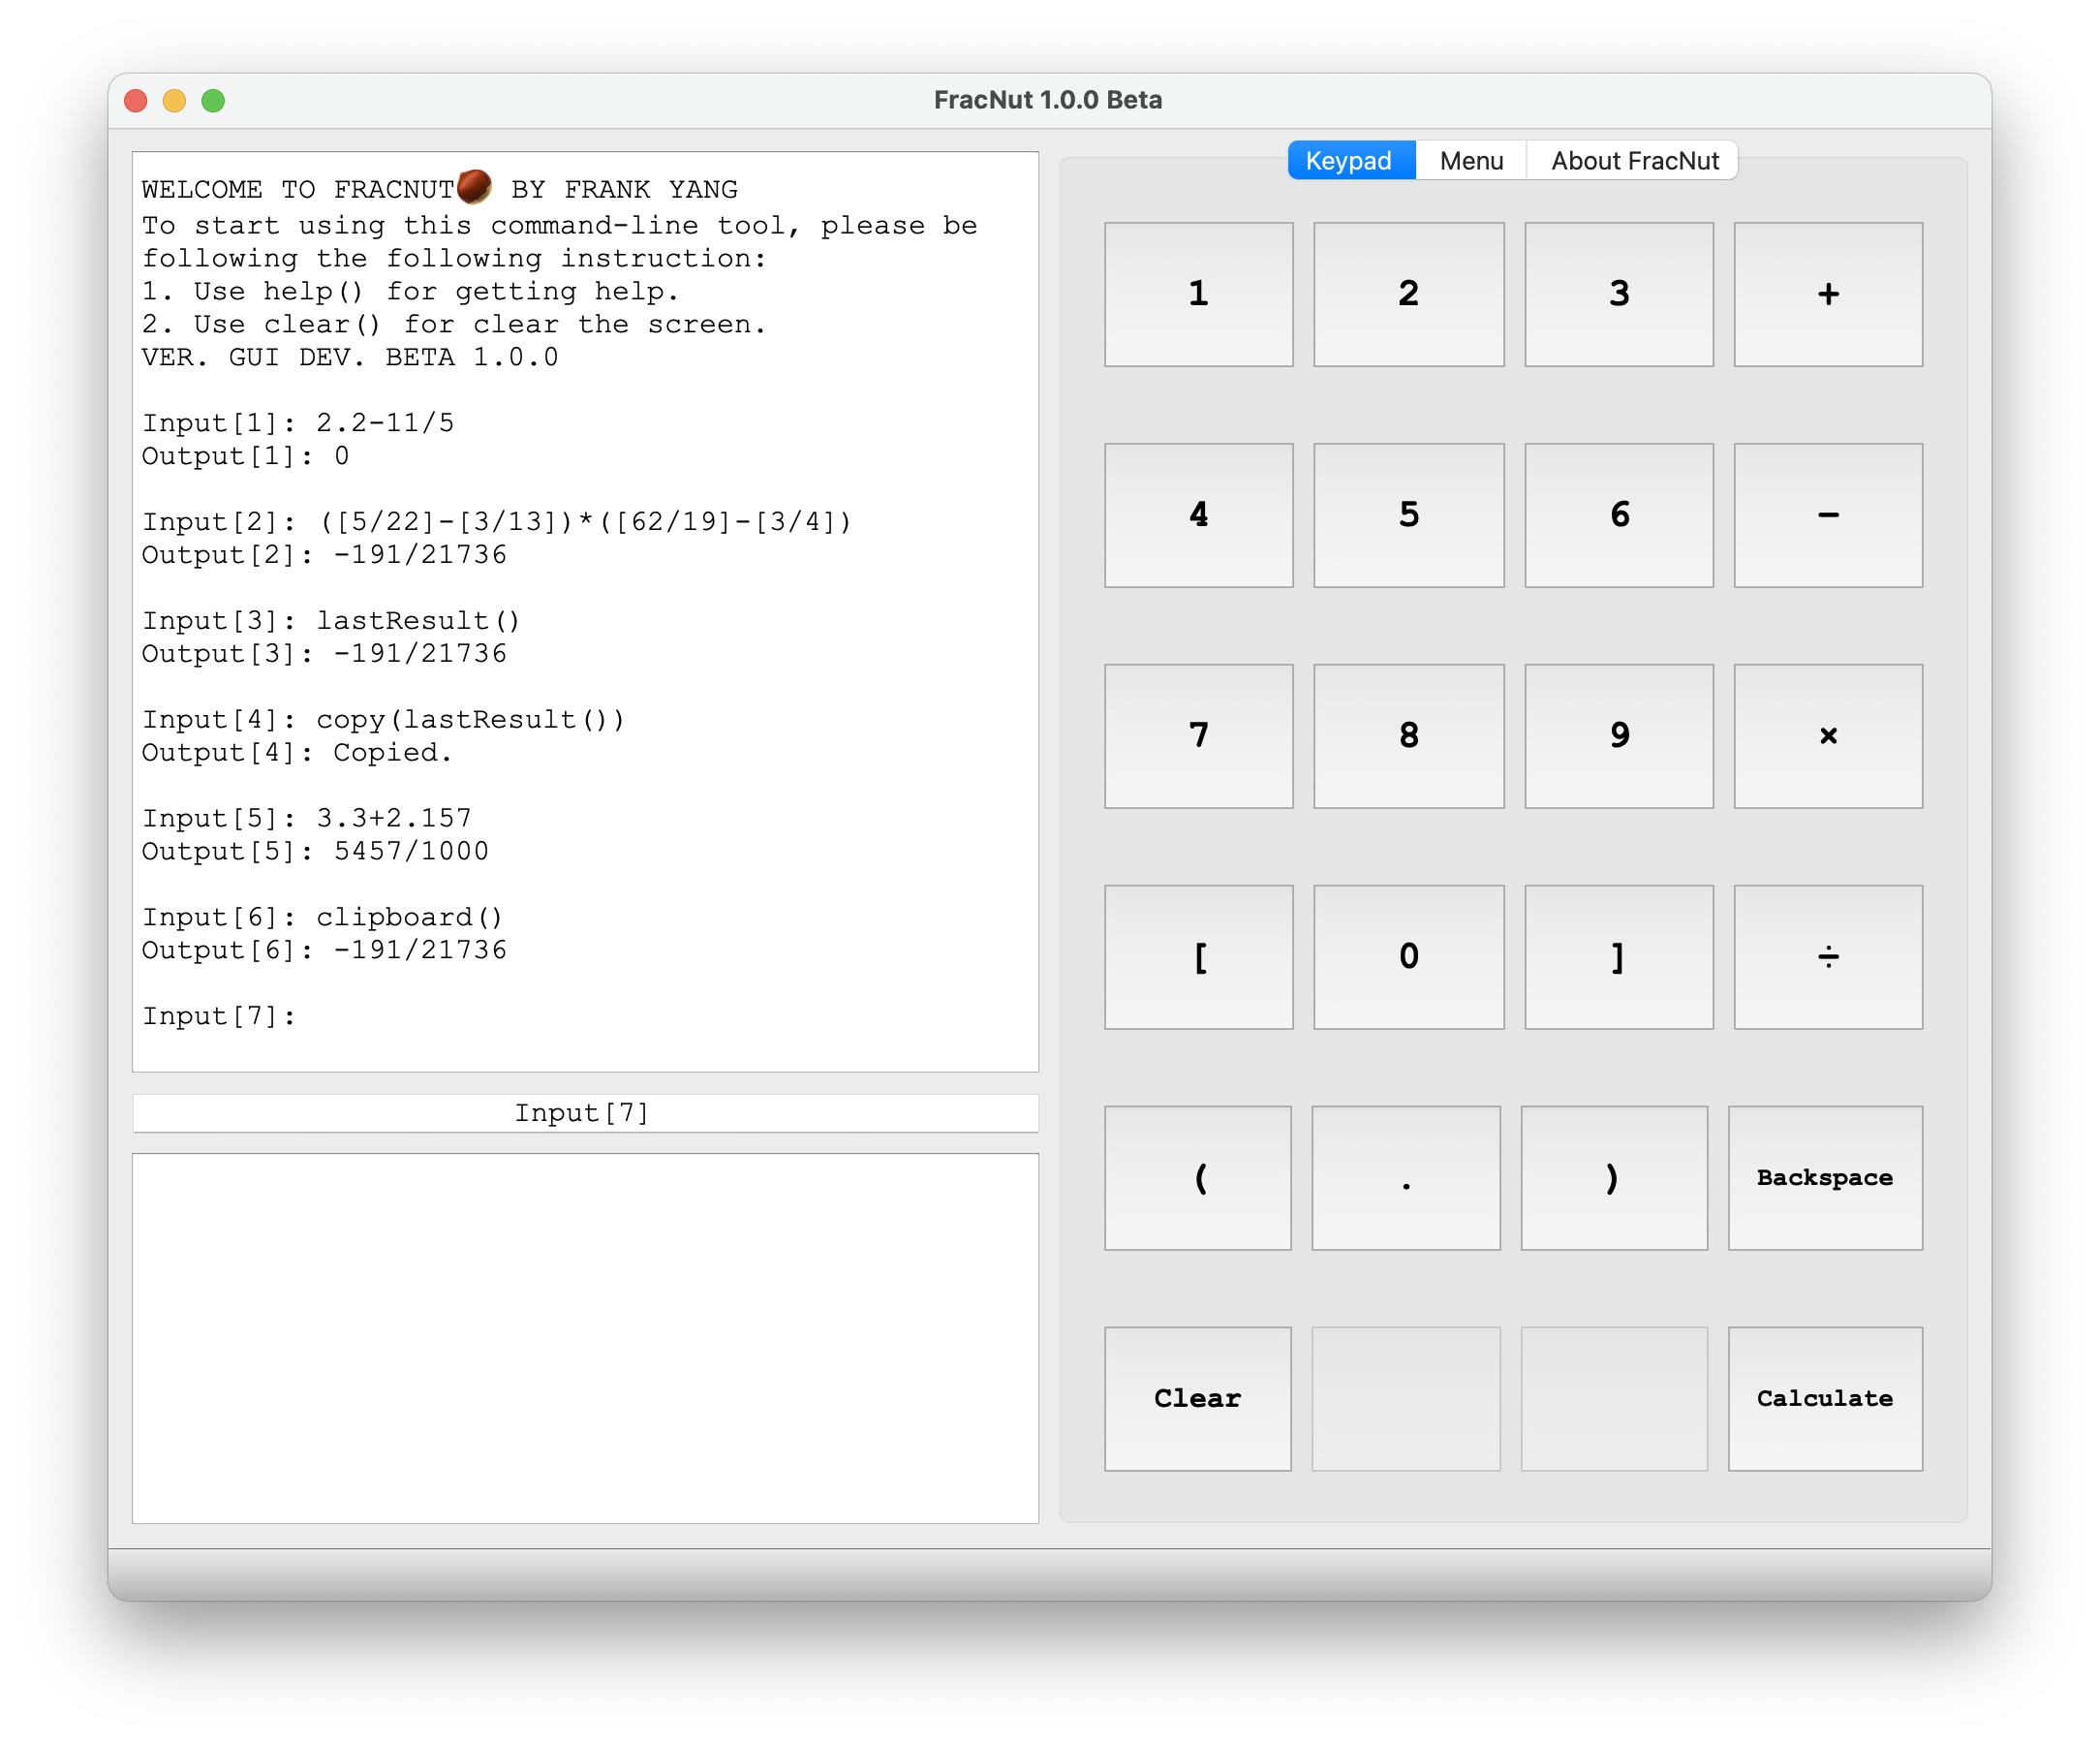 FracNut 1.0.0 Beta
WELCOME TO FRACNUT🌰 BY FRANK YANG
To start using this command-line tool, please be
following the following instruction:
1. Use help() for getting help.
2. Use clear() for clear the screen.
VER. GUI DEV. BETA 1.0.0
Input[1]: 2.2-11/5
Output[1]: 0
Input[2]: ([5/22]-[3/13])*([62/19]-[3/4])
Output[2]: -191/21736
Input[3]: lastResult()
Output[3]: -191/21736
Input[4]: copy(lastResult())
Output[4]: Copied.
Input[5]: 3.3+2.157
Output[5]: 5457/1000
Input[6]: clipboard()
Output[6]: -191/21736
Input[7]:
Input[7]
Keypad Menu About FracNut
1 2 3 +
4 5 6 −
7 8 9 ×
[ 0 ] ÷
( . ) Backspace
Clear Calculate